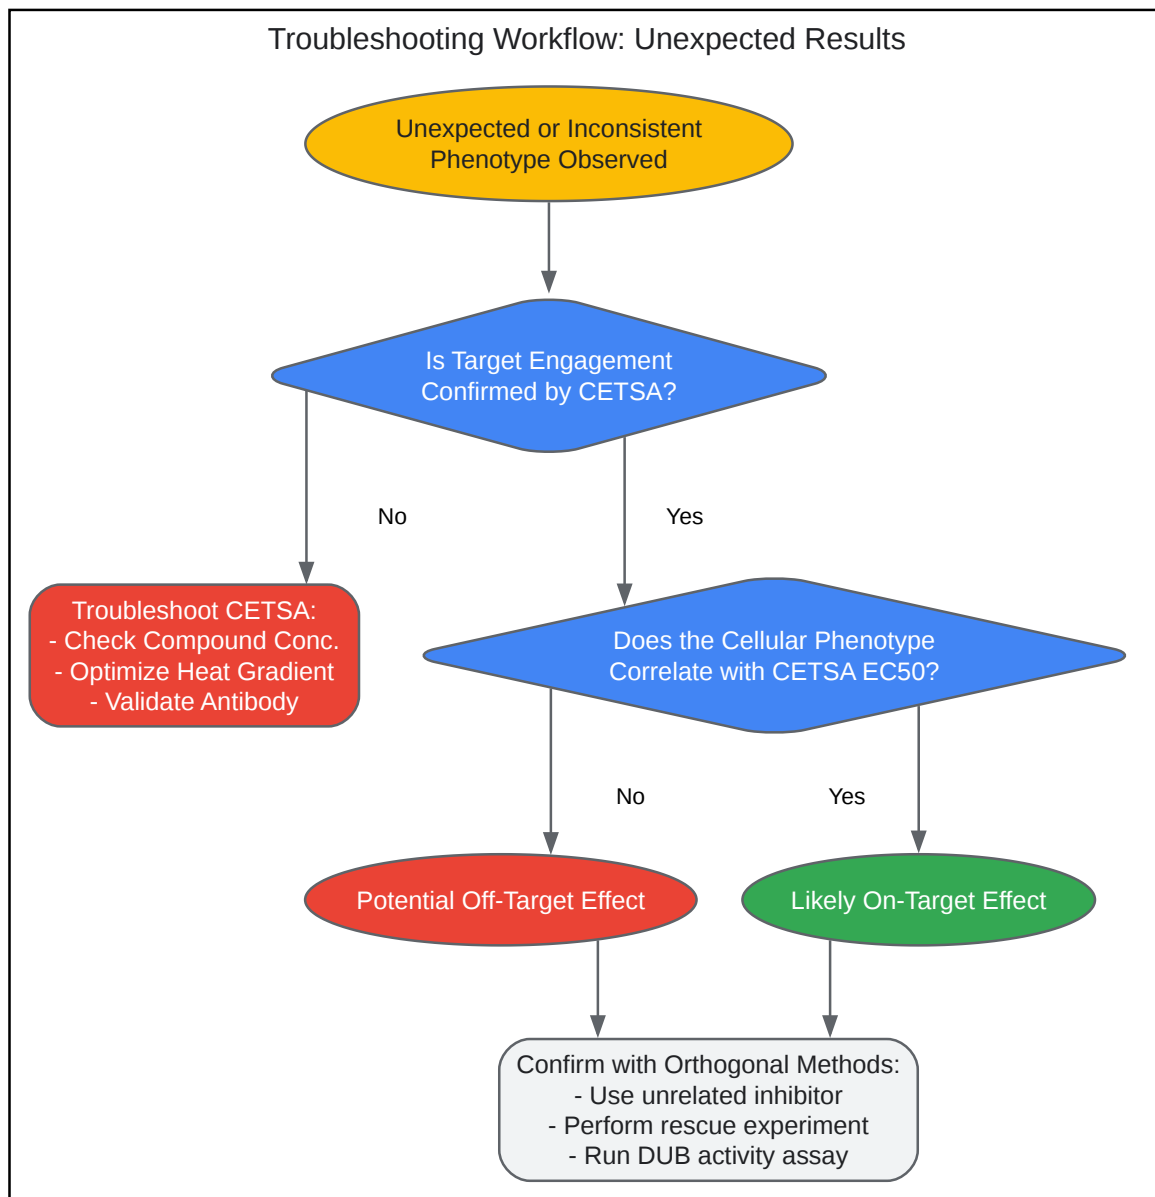 Troubleshooting Workflow: Unexpected Results
Unexpected or Inconsistent
Phenotype Observed
Is Target Engagement
Confirmed by CETSA?
No
Yes
Troubleshoot CETSA:
- Check Compound Conc.
- Optimize Heat Gradient
- Validate Antibody
Does the Cellular Phenotype
Correlate with CETSA EC50?
No
Yes
Potential Off-Target Effect
Likely On-Target Effect
Confirm with Orthogonal Methods:
- Use unrelated inhibitor
- Perform rescue experiment
- Run DUB activity assay